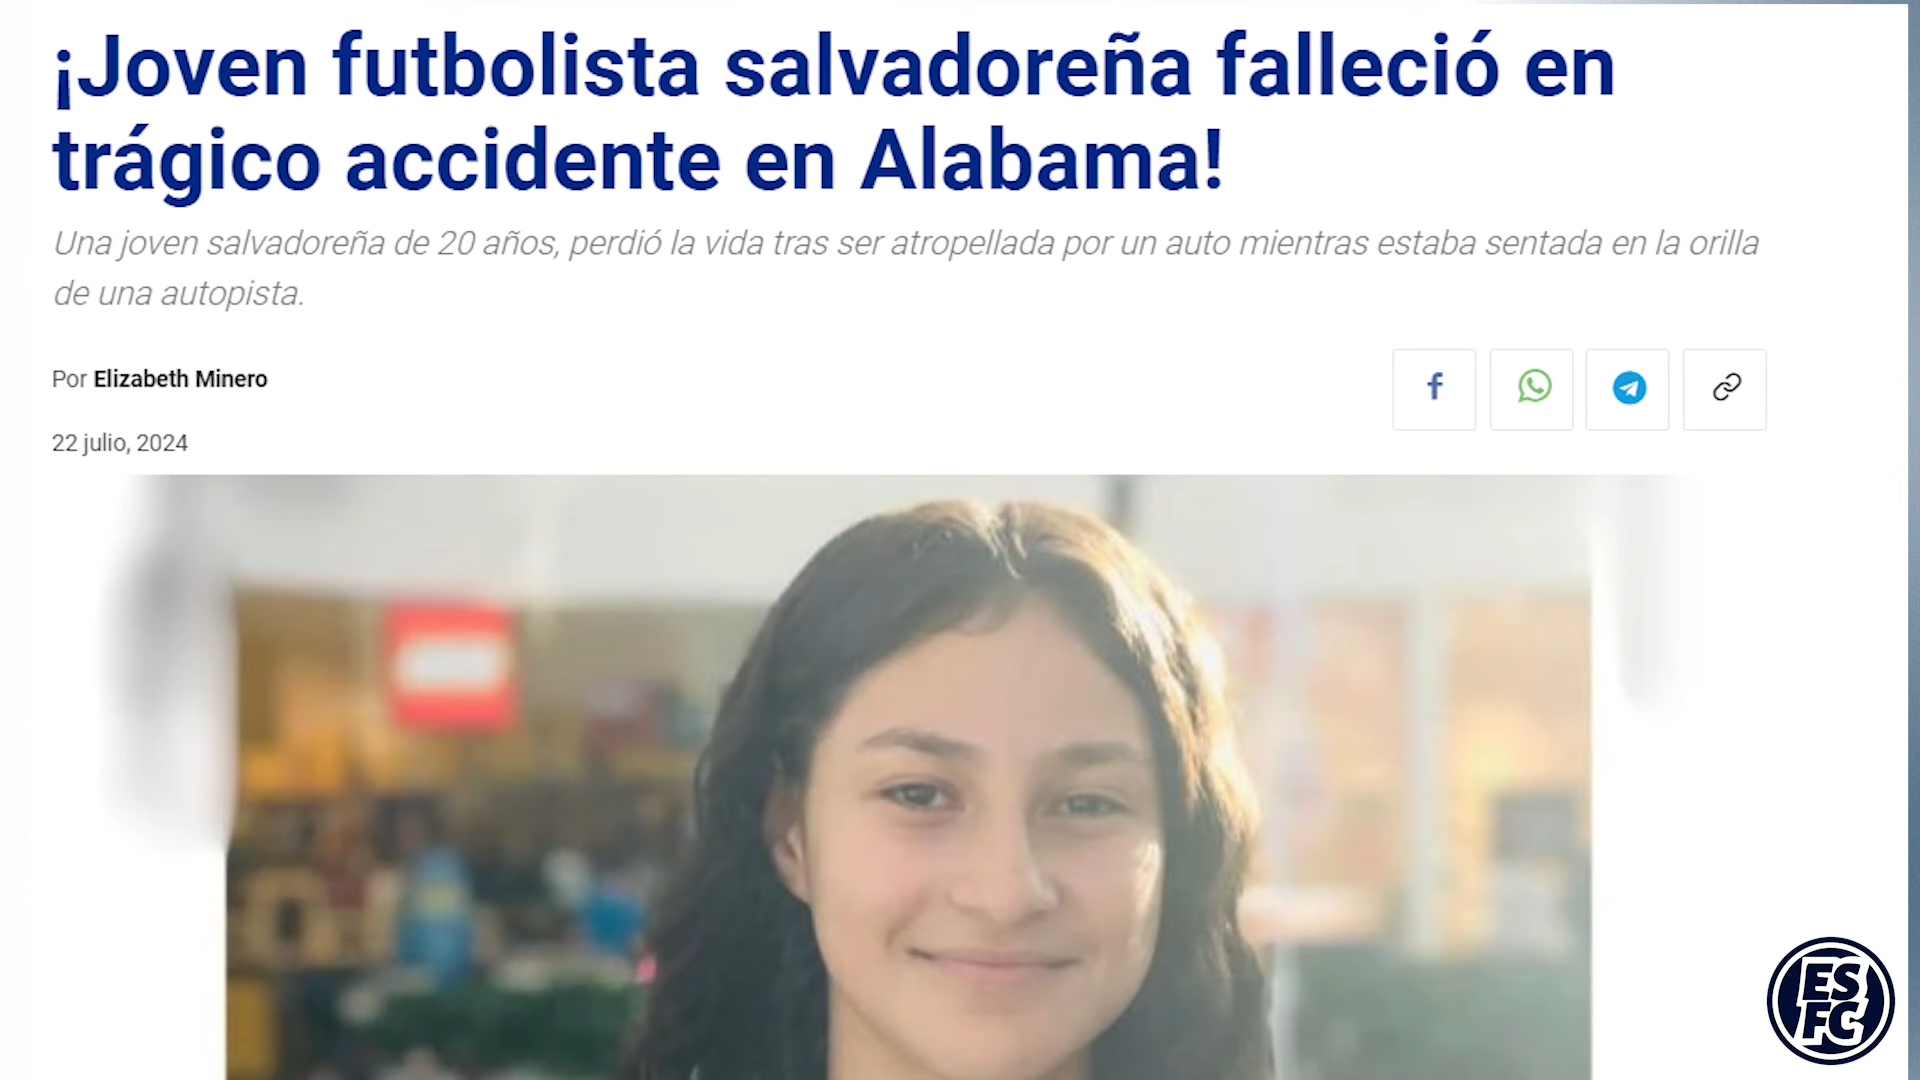 ¡Joven futbolista salvadoreña falleció en
trágico accidente en Alabama!
Una joven salvadoreña de 20 años, perdió la vida tras ser atropellada por un auto mientras estaba sentada en la orilla
de una autopista.
Por Elizabeth Minero
22 julio, 2024
ES
FC